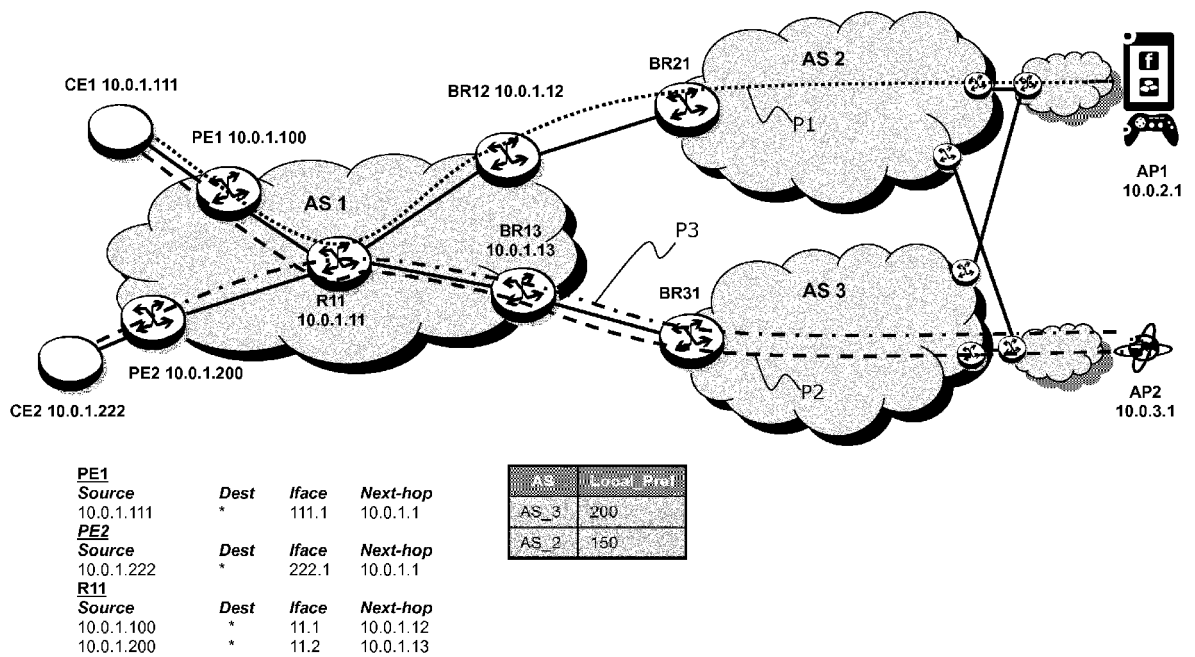 AS 2
BR21
CE1 10.0.1.111
BR12 10.0.1.12
P1
PE1 10.0.1.100
AP1
10.0.2.1
AS 1
BR13
10.0.1.13
P3
BR31
AS 3
R11
10.0.1.11
PE2 10.0.1.200
P2
AP2
10.0.3.1
CE2 10.0.1.222
PE1
Source Dest Iface Next-hop
10.0.1.111 * 111.1 10.0.1.1
PE2
Source Dest Iface Next-hop
10.0.1.222 * 222.1 10.0.1.1
R11
Source Dest Iface Next-hop
10.0.1.100 * 11.1 10.0.1.12
10.0.1.200 * 11.2 10.0.1.13
AS Local_Pref
AS_3 200
AS_2 150